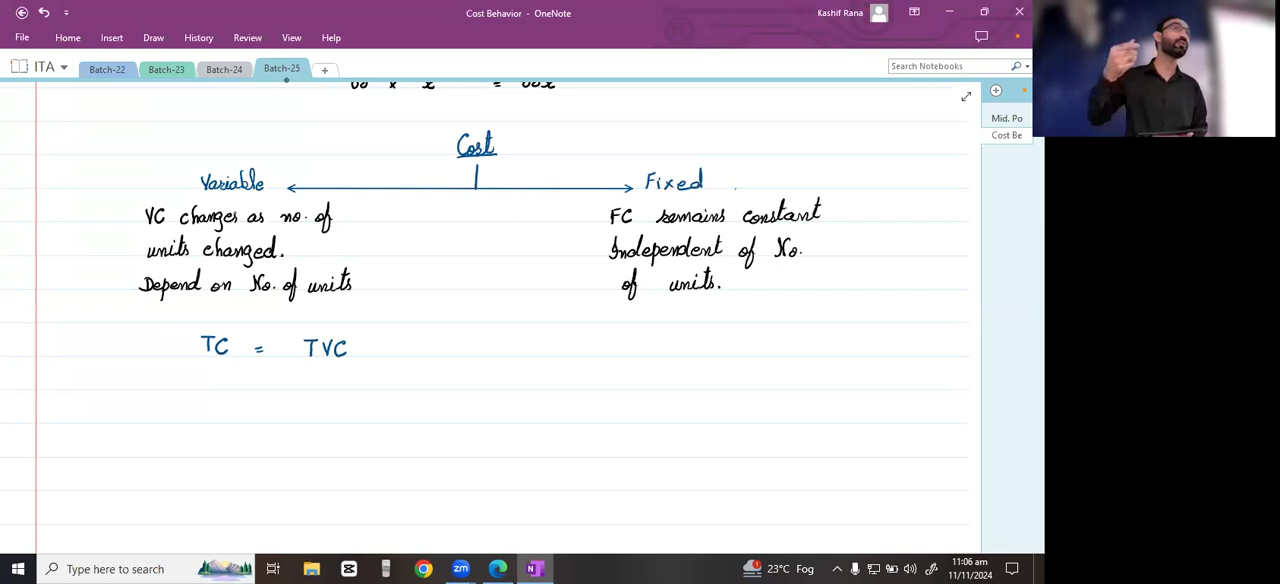 Cost Behavior - OneNote
Kashif Rana
File Home Insert Draw History Review View Help
ITA
Batch-22 Batch-23 Batch-24 Batch-25
Search Notebooks
Mid. Po
Cost Be
Cost
Variable
Fixed
VC changes as no. of
units changed.
Depend on No. of units
FC remains constant
Independent of No.
of units.
TC = TVC
Type here to search
23°C Fog
11:06 am
11/11/2024